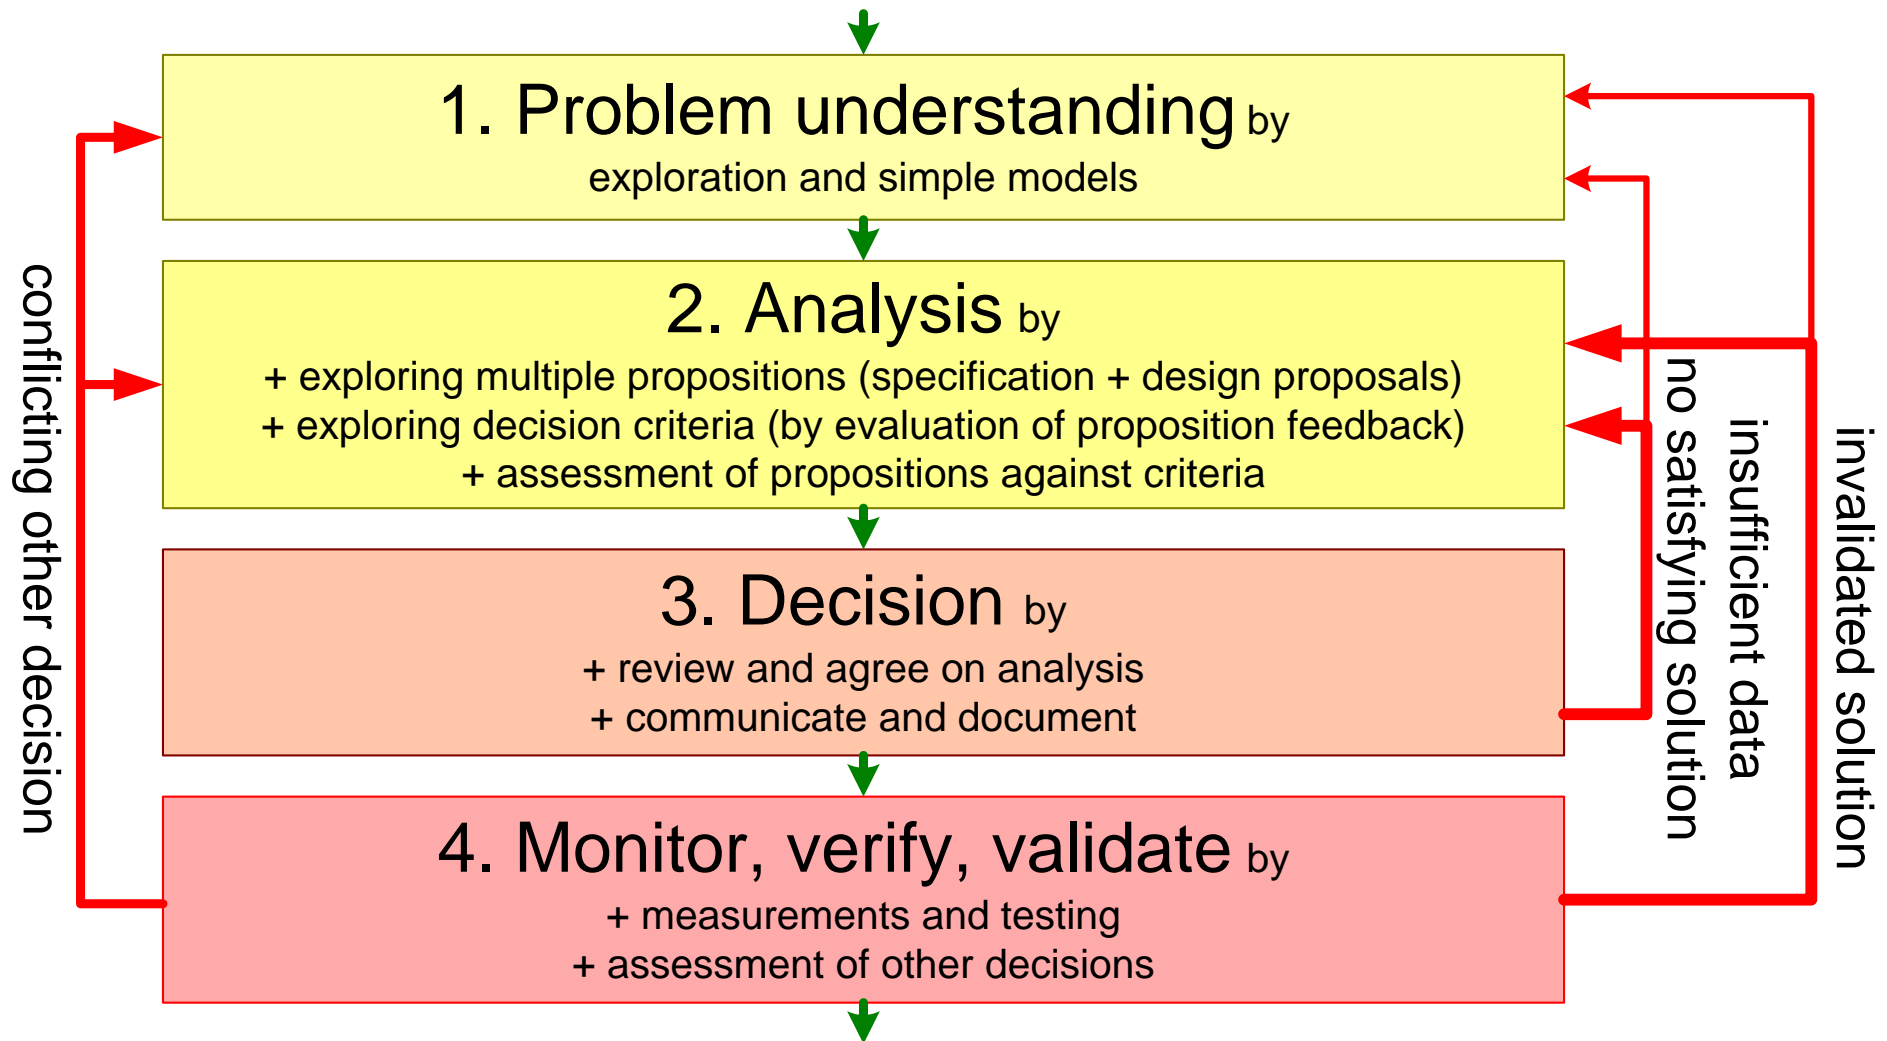 1. Problem understanding by
exploration and simple models
2. Analysis by
+ exploring multiple propositions (specification + design proposals)
+ exploring decision criteria (by evaluation of proposition feedback)
+ assessment of propositions against criteria
3. Decision by
+ review and agree on analysis
+ communicate and document
4. Monitor, verify, validate by
+ measurements and testing
+ assessment of other decisions
conflicting other decision
insufficient data
no satisfying solution
invalidated solution